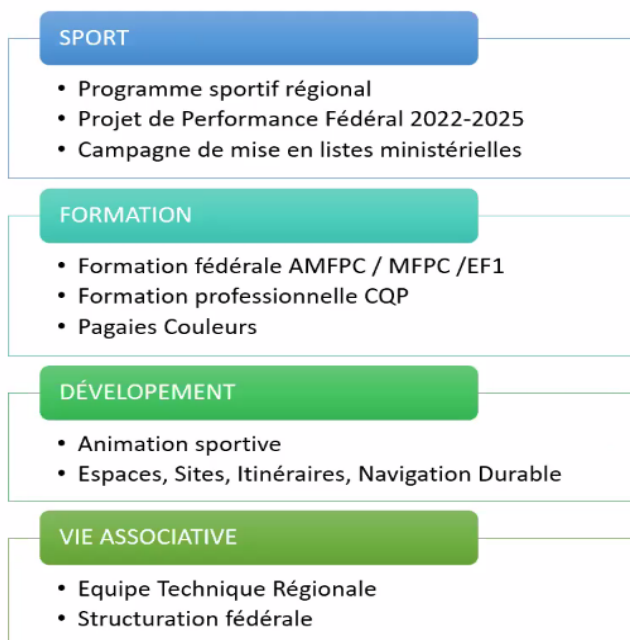 SPORT
• Programme sportif régional
• Projet de Performance Fédéral 2022-2025
• Campagne de mise en listes ministérielles
FORMATION
• Formation fédérale AMFPC / MFPC /EF1
• Formation professionnelle CQP
• Pagaies Couleurs
DÉVELOPEMENT
• Animation sportive
• Espaces, Sites, Itinéraires, Navigation Durable
VIE ASSOCIATIVE
• Equipe Technique Régionale
• Structuration fédérale